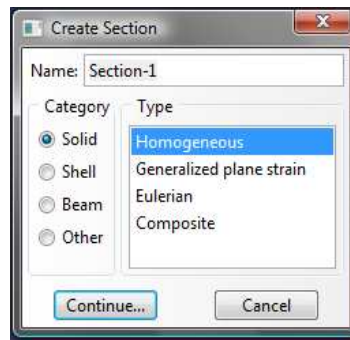 Create Section
Name: Section-1
Category
Solid
Shell
Beam
Other
Type
Homogeneous
Generalized plane strain
Eulerian
Composite
Continue...
Cancel